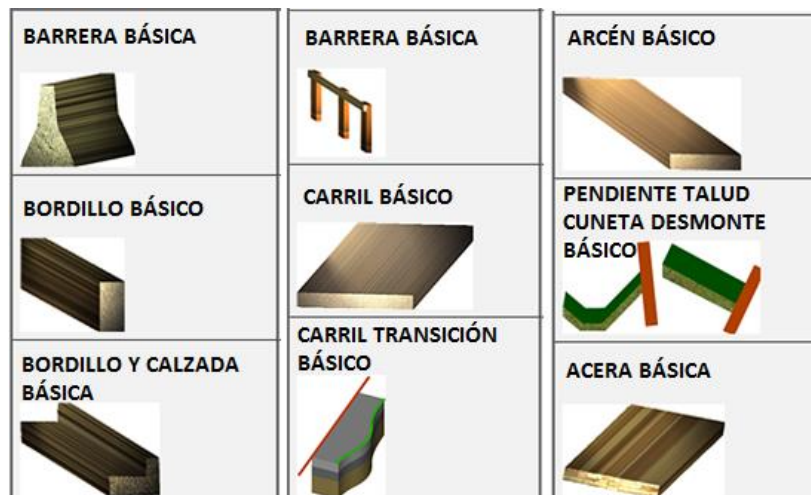 BARRERA BÁSICA
BARRERA BÁSICA
ARCÉN BÁSICO
BORDILLO BÁSICO
CARRIL BÁSICO
PENDIENTE TALUD
CUNETA DESMONTE
BÁSICO
BORDILLO Y CALZADA
BÁSICA
CARRIL TRANSICIÓN
BÁSICO
ACERA BÁSICA